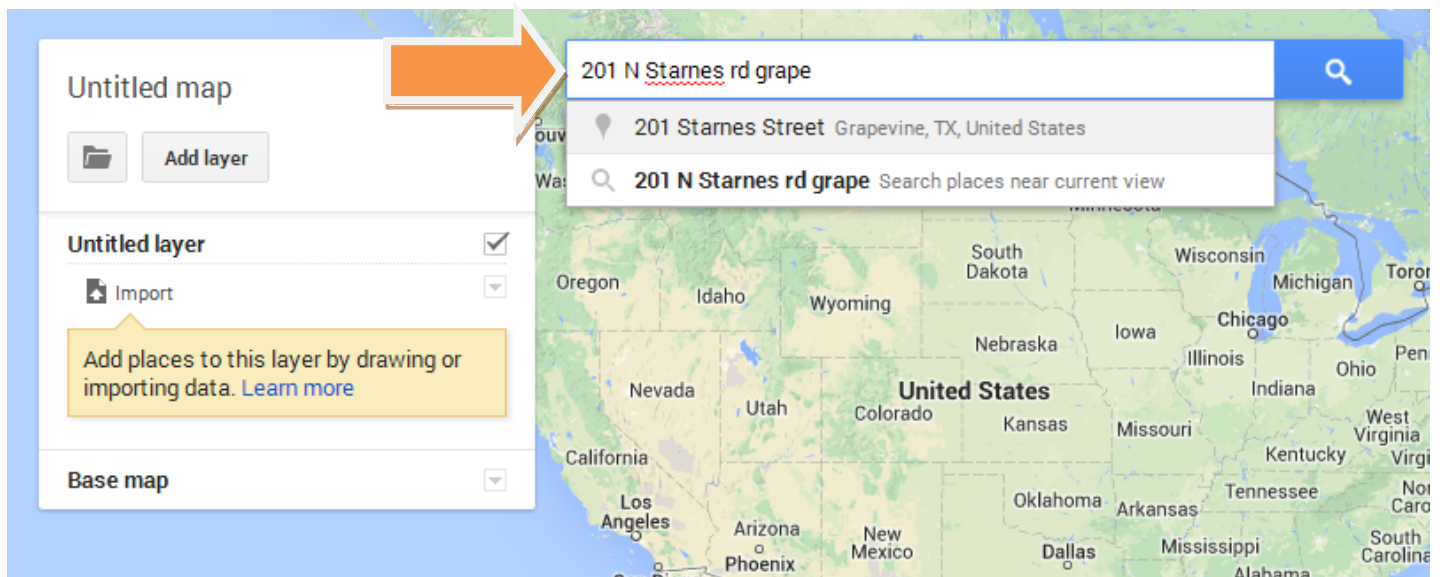 Untitled map
Add layer
Untitled layer
Import
Add places to this layer by drawing or
importing data. Learn more
Base map
201 N Starnes rd grape
201 Starnes Street Grapevine, TX, United States
201 N Starnes rd grape Search places near current view
South
Dakota
Wisconsin
Michigan
Oregon
Idaho
Wyoming
Chicago
Iowa
Nebraska
Illinois
Ohio
Nevada
United States
Indiana
Utah
Colorado
Kansas
Missouri
West
Virginia
California
Kentucky
Los
Angeles
Oklahoma
Tennessee
Arkansas
Arizona
New
Mexico
Phoenix
Dallas
Mississippi
South
Carolina
Alabama